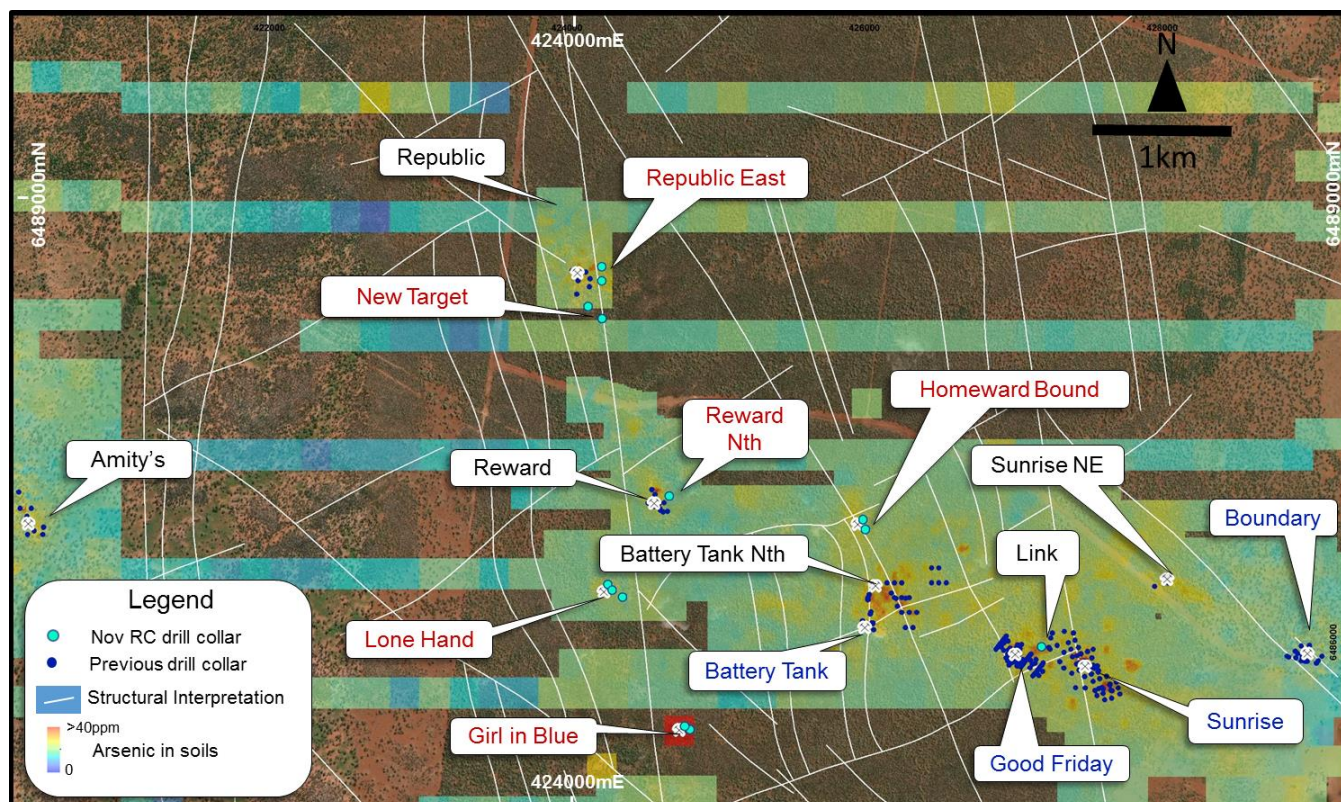 422000
424000
424000mE
426000
428000
N
1km
6489000mN
6489000mN
Republic
Republic East
New Target
Homeward Bound
Reward
Nth
Reward
Amity's
Sunrise NE
Boundary
Battery Tank Nth
Link
Lone Hand
Battery Tank
6486000
Girl in Blue
Sunrise
Good Friday
424000mE
Legend
Nov RC drill collar
Previous drill collar
Structural Interpretation
>40ppm
Arsenic in soils
0